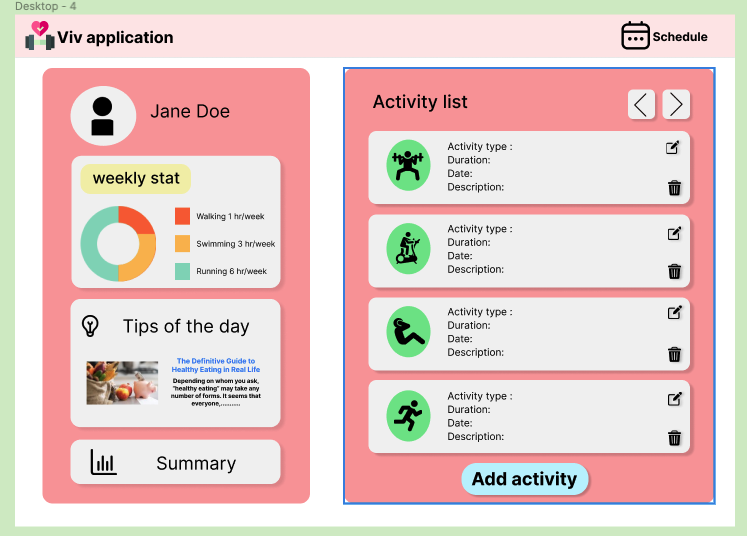 Desktop - 4
Viv application
Schedule
Jane Doe
weekly stat
Walking 1 hr/week
Swimming 3 hr/week
Running 6 hr/week
Tips of the day
The Definitive Guide to
Healthy Eating in Real Life
Depending on whom you ask,
"healthy eating" may take any
number of forms. It seems that
everyone,...........
Summary
Activity list
Activity type :
Duration:
Date:
Description:
Activity type :
Duration:
Date:
Description:
Activity type :
Duration:
Date:
Description:
Activity type :
Duration:
Date:
Description:
Add activity